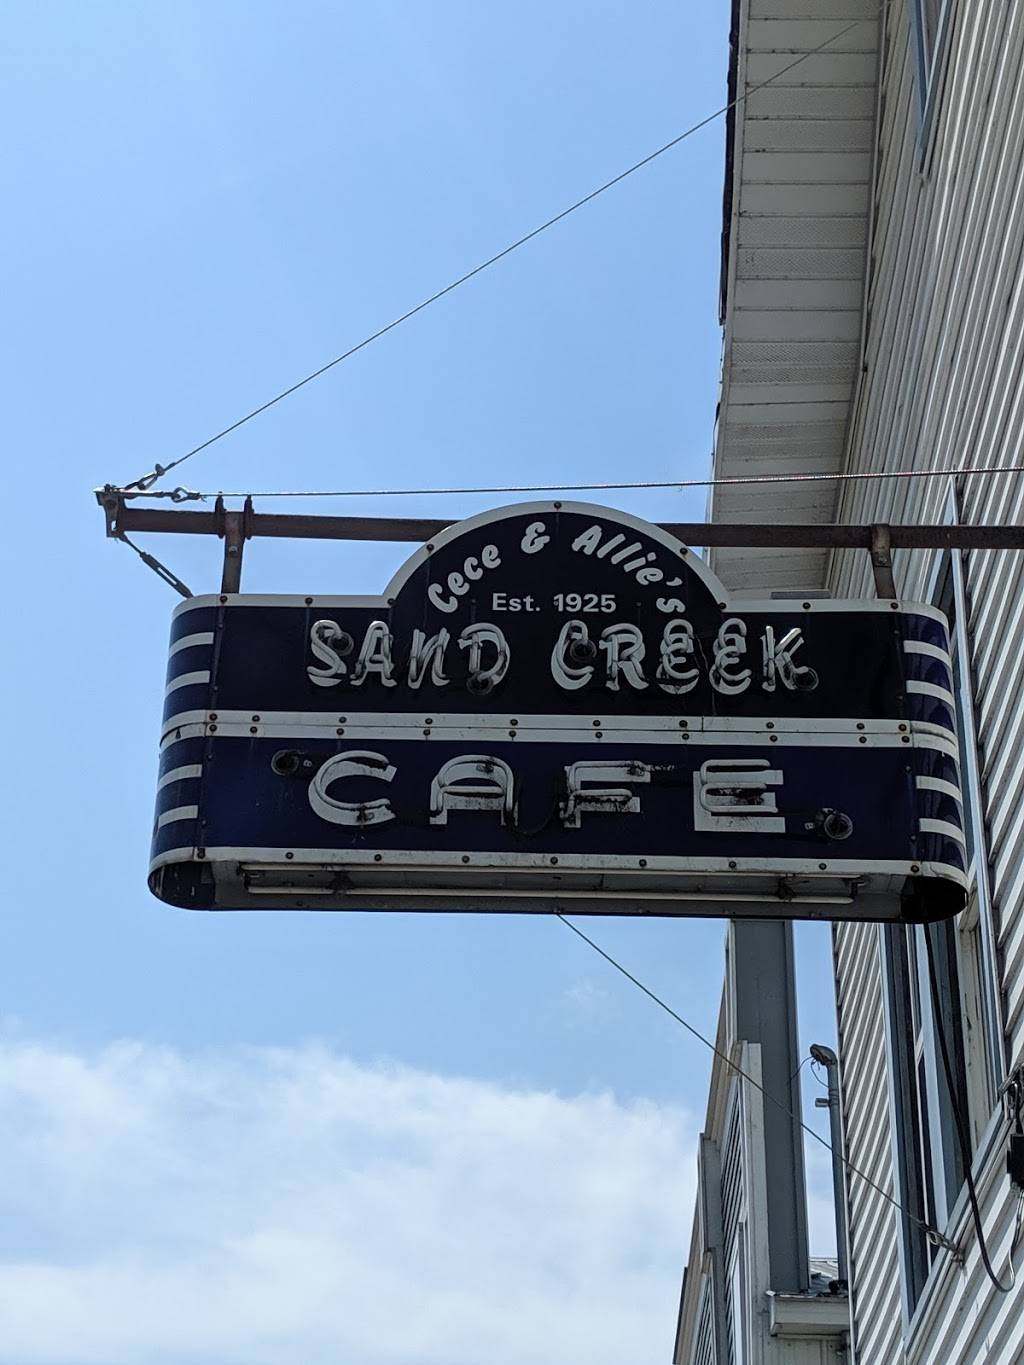 Cece & Allie's
Est. 1925
SAND CREEK
CAFE